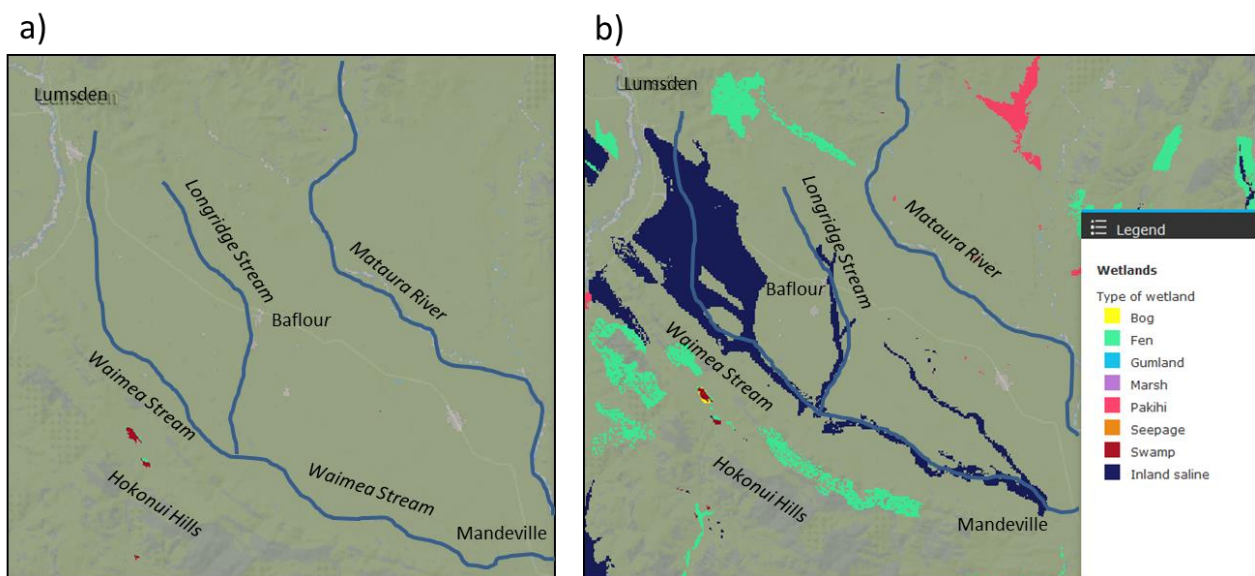 a)
Lumsden
Lumsden
Longridge Stream
Mataura River
Baflour
Waimea Stream
Waimea Stream
Hokonui Hills
Mandeville
b)
Lumsden
Lumsden
Longridge Stream
Mataura River
Baflour
Waimea Stream
Hokonui Hills
Mandeville
Legend
Wetlands
Type of wetland
Bog
Fen
Gumland
Marsh
Pakihi
Seepage
Swamp
Inland saline